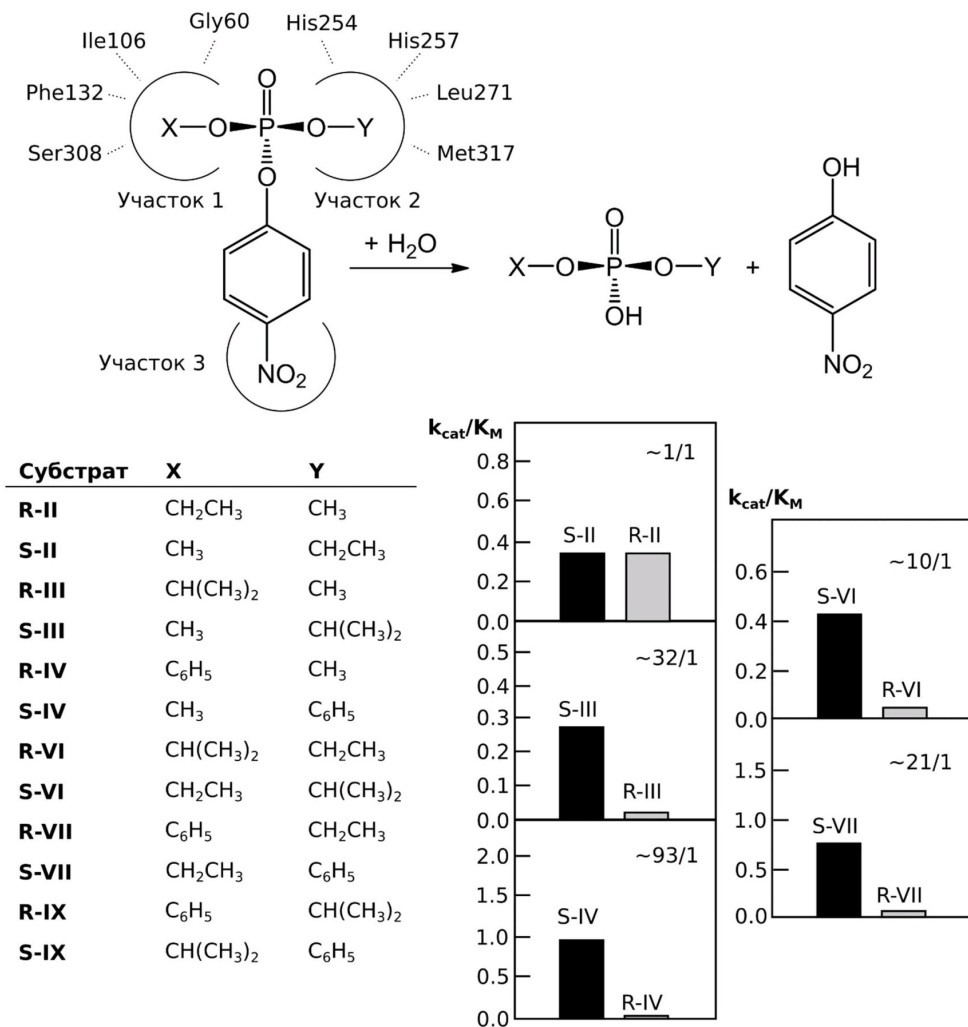 Gly60 His254
Ile106 His257
Phe132 Leu271
Ser308 Met317
O
X—O P O—Y
O
Участок 1 Участок 2
+ H₂O
NO₂
Участок 3
O
X—O P O—Y
OH
+
OH
NO₂
Субстрат X Y
R-II CH₂CH₃ CH₃
S-II CH₃ CH₂CH₃
R-III CH(CH₃)₂ CH₃
S-III CH₃ CH(CH₃)₂
R-IV C₆H₅ CH₃
S-IV CH₃ C₆H₅
R-VI CH(CH₃)₂ CH₂CH₃
S-VI CH₂CH₃ CH(CH₃)₂
R-VII C₆H₅ CH₂CH₃
S-VII CH₂CH₃ C₆H₅
R-IX C₆H₅ CH(CH₃)₂
S-IX CH(CH₃)₂ C₆H₅
k_cat/K_M
~1/1
0.8
0.6
0.4
0.2
0.0
S-II R-II
~32/1
0.5
0.4
0.3
0.2
0.1
0.0
S-III
R-III
~93/1
2.0
1.5
1.0
0.5
0.0
S-IV
R-IV
k_cat/K_M
~10/1
0.6
0.4
0.2
0.0
S-VI
R-VI
~21/1
1.5
1.0
0.5
0.0
S-VII
R-VII